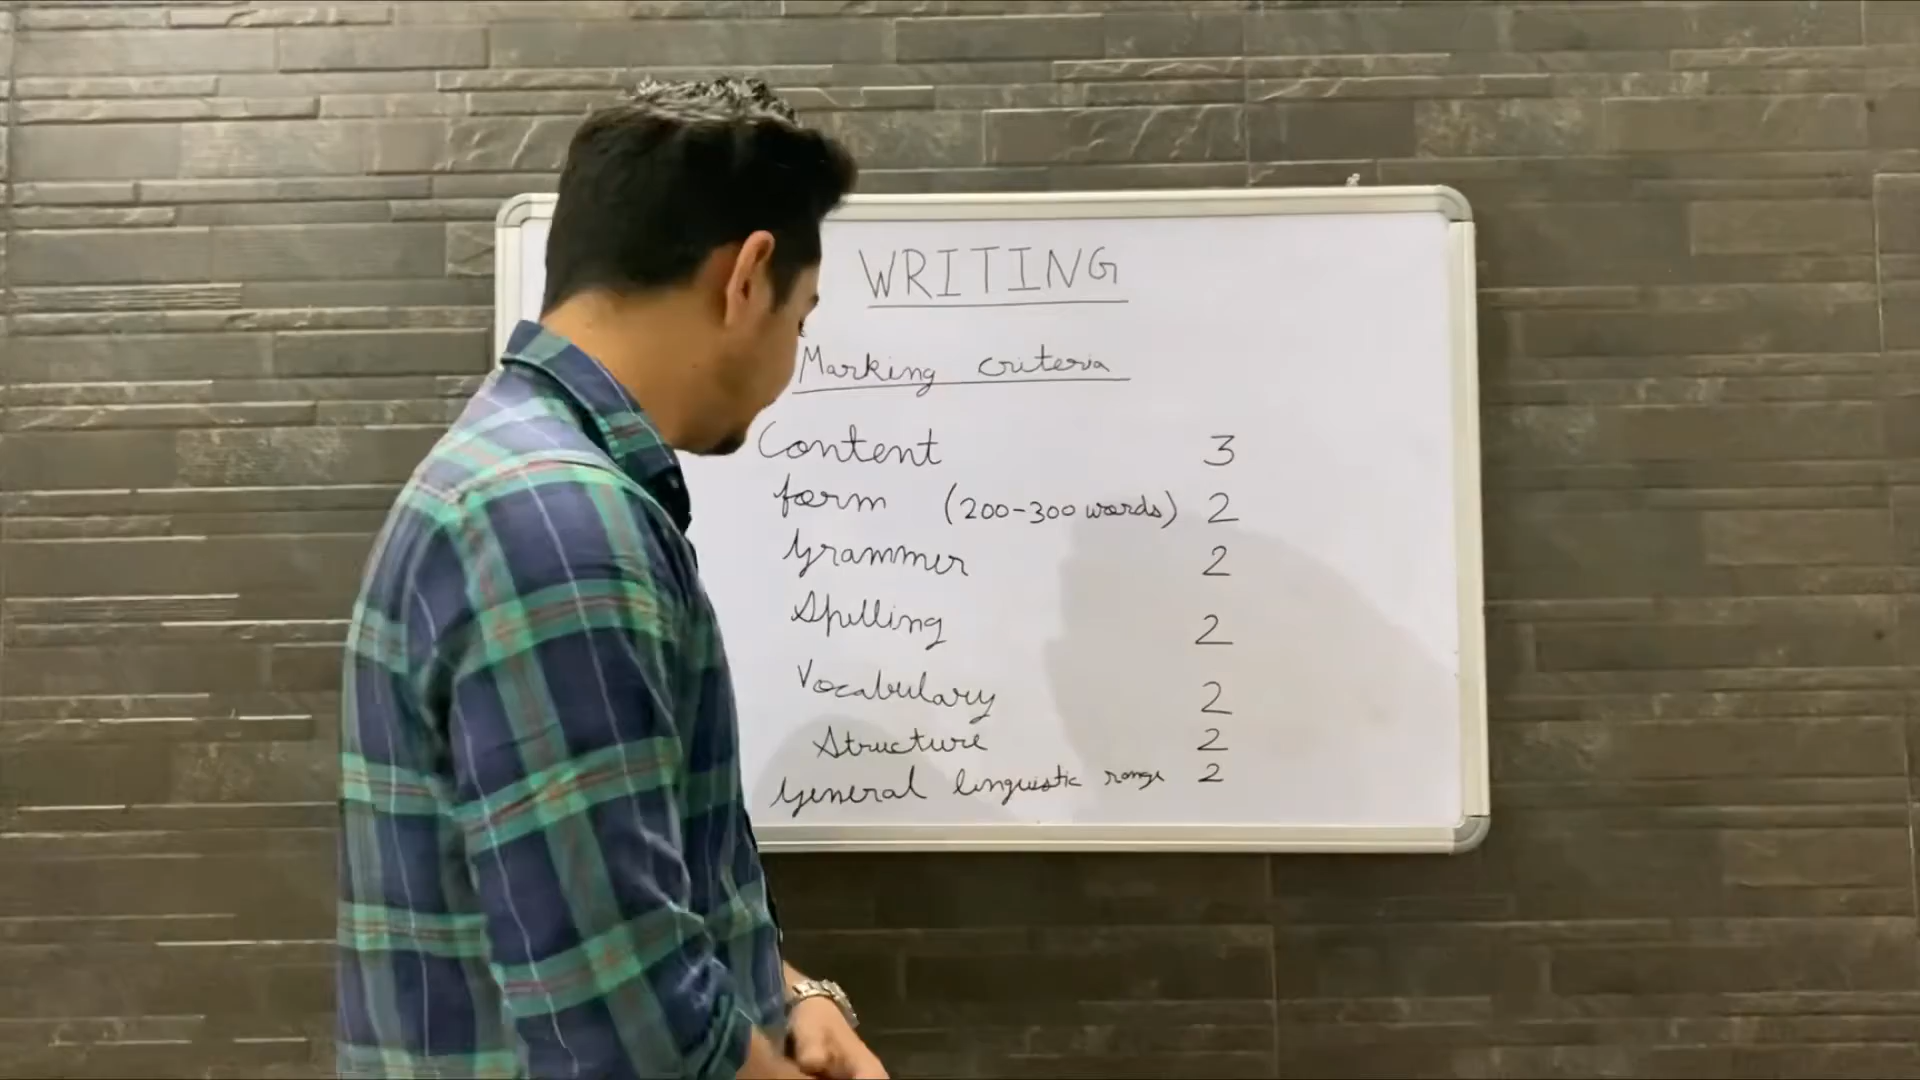 WRITING
Marking criteria
Content 3
form (200-300 words) 2
Grammer 2
Spelling 2
Vocabulary 2
Structure 2
General linguistic range 2